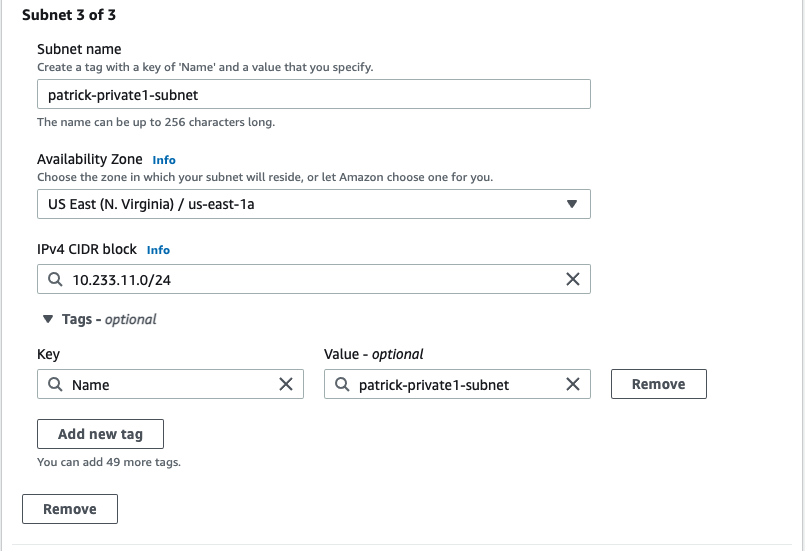 Subnet 3 of 3
Subnet name
Create a tag with a key of 'Name' and a value that you specify.
patrick-private1-subnet
The name can be up to 256 characters long.
Availability Zone Info
Choose the zone in which your subnet will reside, or let Amazon choose one for you.
US East (N. Virginia) / us-east-1a
IPv4 CIDR block Info
10.233.11.0/24
Tags - optional
Key Value - optional
Name patrick-private1-subnet Remove
Add new tag
You can add 49 more tags.
Remove